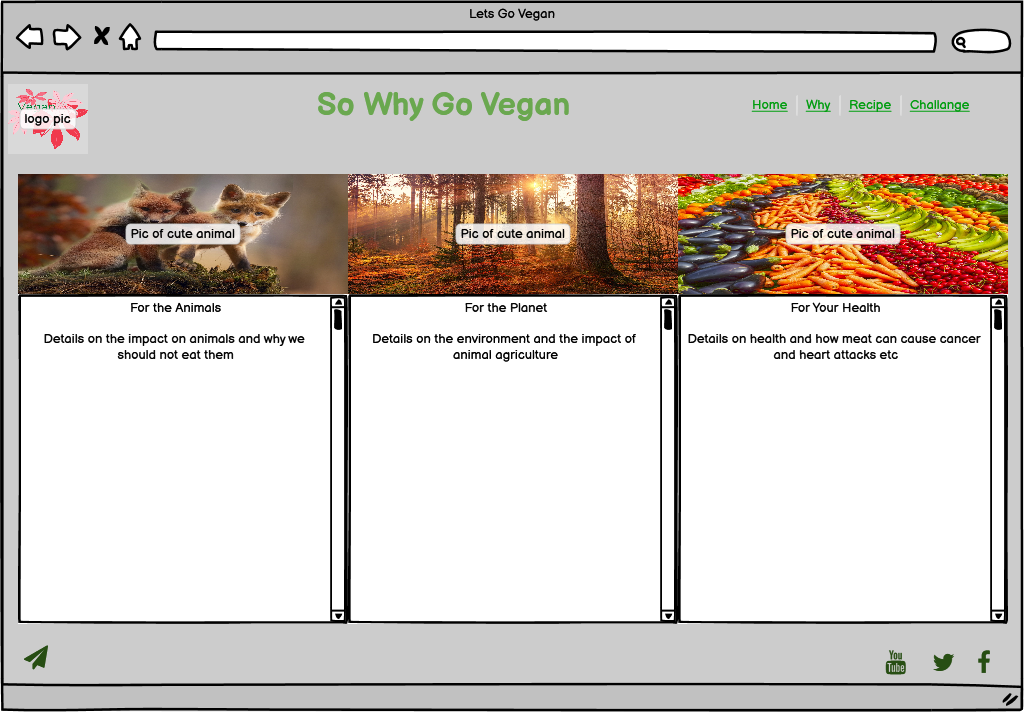 Lets Go Vegan
logo pic
So Why Go Vegan
Home
Why
Recipe
Challange
Pic of cute animal
Pic of cute animal
Pic of cute animal
For the Animals
Details on the impact on animals and why we
should not eat them
For the Planet
Details on the environment and the impact of
animal agriculture
For Your Health
Details on health and how meat can cause cancer
and heart attacks etc
You
Tube